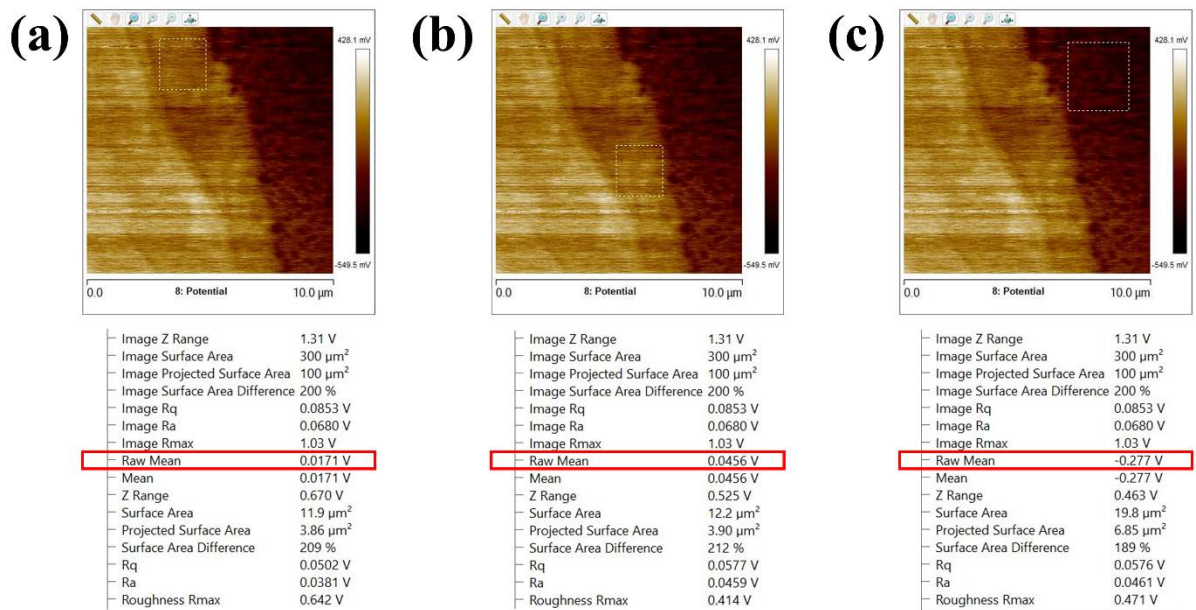 (a)
428.1 mV
-549.5 mV
0.0 8: Potential 10.0 µm
Image Z Range 1.31 V
Image Surface Area 300 µm²
Image Projected Surface Area 100 µm²
Image Surface Area Difference 200 %
Image Rq 0.0853 V
Image Ra 0.0680 V
Image Rmax 1.03 V
Raw Mean 0.0171 V
Mean 0.0171 V
Z Range 0.670 V
Surface Area 11.9 µm²
Projected Surface Area 3.86 µm²
Surface Area Difference 209 %
Rq 0.0502 V
Ra 0.0381 V
Roughness Rmax 0.642 V
(b)
428.1 mV
-549.5 mV
0.0 8: Potential 10.0 µm
Image Z Range 1.31 V
Image Surface Area 300 µm²
Image Projected Surface Area 100 µm²
Image Surface Area Difference 200 %
Image Rq 0.0853 V
Image Ra 0.0680 V
Image Rmax 1.03 V
Raw Mean 0.0456 V
Mean 0.0456 V
Z Range 0.525 V
Surface Area 12.2 µm²
Projected Surface Area 3.90 µm²
Surface Area Difference 212 %
Rq 0.0577 V
Ra 0.0459 V
Roughness Rmax 0.414 V
(c)
428.1 mV
-549.5 mV
0.0 8: Potential 10.0 µm
Image Z Range 1.31 V
Image Surface Area 300 µm²
Image Projected Surface Area 100 µm²
Image Surface Area Difference 200 %
Image Rq 0.0853 V
Image Ra 0.0680 V
Image Rmax 1.03 V
Raw Mean -0.277 V
Mean -0.277 V
Z Range 0.463 V
Surface Area 19.8 µm²
Projected Surface Area 6.85 µm²
Surface Area Difference 189 %
Rq 0.0576 V
Ra 0.0461 V
Roughness Rmax 0.471 V